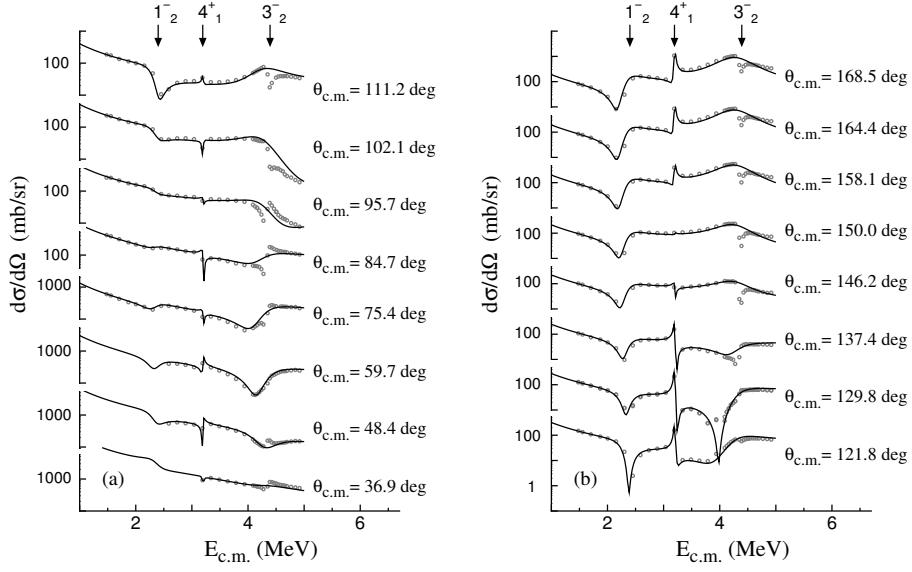 1⁻₂ 4⁺₁ 3⁻₂
dσ/dΩ (mb/sr)
100
θc.m. = 111.2 deg
100
θc.m. = 102.1 deg
100
θc.m. = 95.7 deg
100
θc.m. = 84.7 deg
1000
θc.m. = 75.4 deg
1000
θc.m. = 59.7 deg
1000
θc.m. = 48.4 deg
1000
(a)
θc.m. = 36.9 deg
2 4 6
Ec.m. (MeV)
1⁻₂ 4⁺₁ 3⁻₂
dσ/dΩ (mb/sr)
100
θc.m. = 168.5 deg
100
θc.m. = 164.4 deg
100
θc.m. = 158.1 deg
100
θc.m. = 150.0 deg
100
θc.m. = 146.2 deg
100
θc.m. = 137.4 deg
100
θc.m. = 129.8 deg
100
θc.m. = 121.8 deg
1
(b)
2 4 6
Ec.m. (MeV)